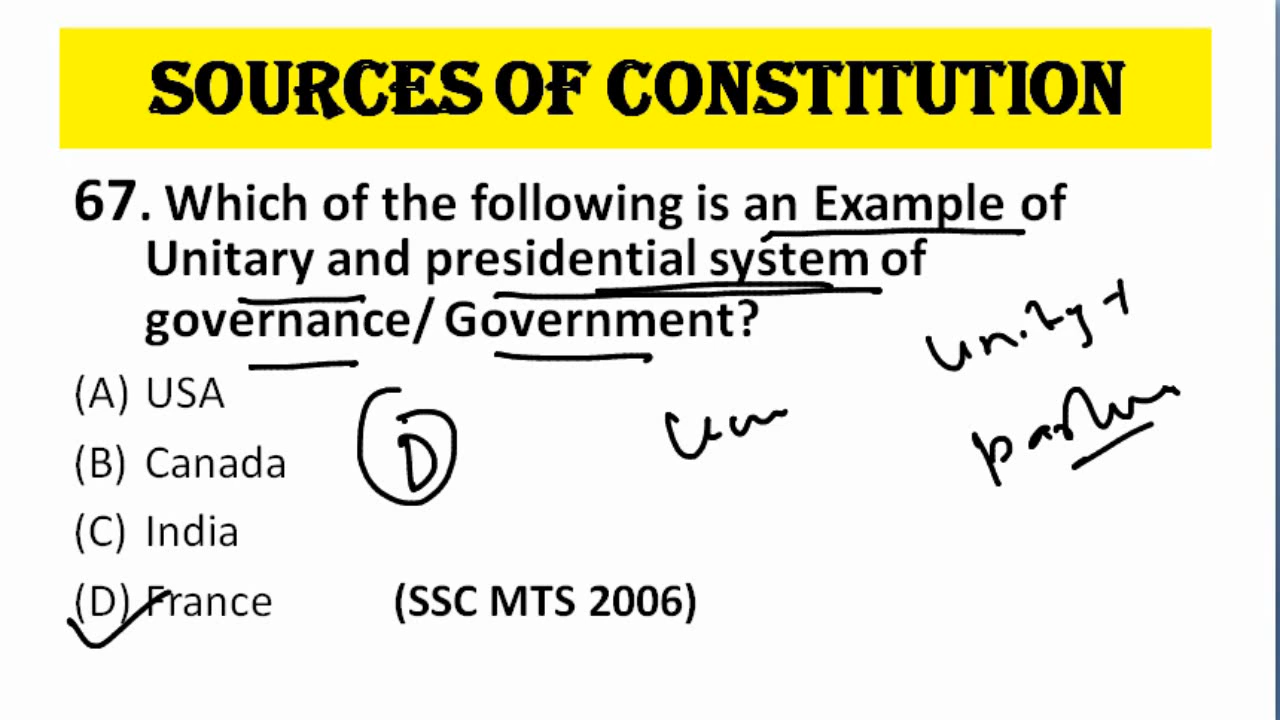 SOURCES OF CONSTITUTION
67. Which of the following is an Example of
Unitary and presidential system of
governance/ Government?
(A) USA
(B) Canada
(C) India
(D) France
(SSC MTS 2006)
D